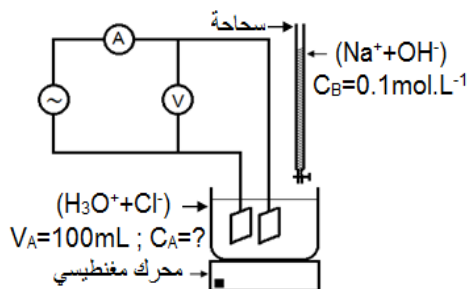 سحاحة
A
(Na⁺+OH⁻)
C_B=0.1mol.L⁻¹
~
V
(H₃O⁺+Cl⁻)
V_A=100mL ; C_A=?
محرك مغنطيسي